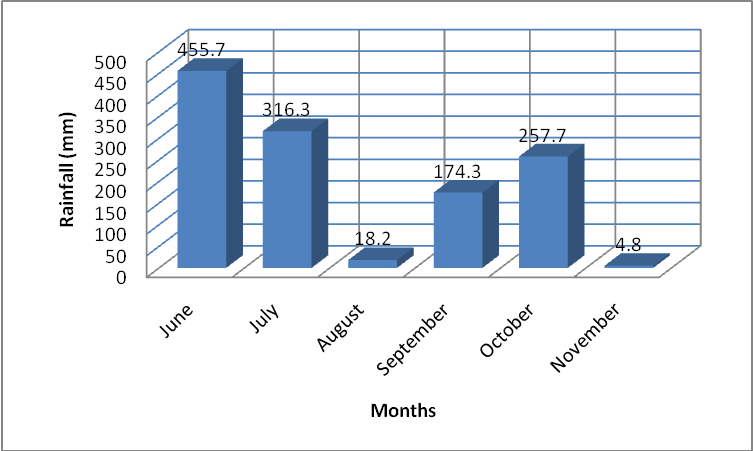 Rainfall (mm)
500
450
400
350
300
250
200
150
100
50
0
455.7
316.3
18.2
174.3
257.7
4.8
June
July
August
September
October
November
Months